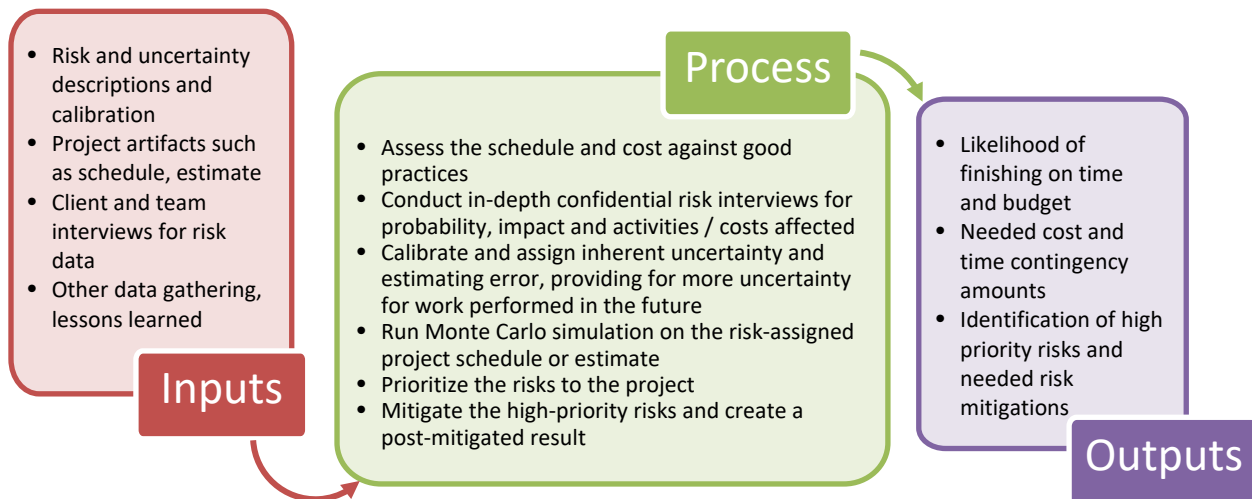 • Risk and uncertainty
descriptions and
calibration
• Project artifacts such
as schedule, estimate
• Client and team
interviews for risk
data
• Other data gathering,
lessons learned
Inputs
Process
• Assess the schedule and cost against good
practices
• Conduct in-depth confidential risk interviews for
probability, impact and activities / costs affected
• Calibrate and assign inherent uncertainty and
estimating error, providing for more uncertainty
for work performed in the future
• Run Monte Carlo simulation on the risk-assigned
project schedule or estimate
• Prioritize the risks to the project
• Mitigate the high-priority risks and create a
post-mitigated result
• Likelihood of
finishing on time
and budget
• Needed cost and
time contingency
amounts
• Identification of high
priority risks and
needed risk
mitigations
Outputs